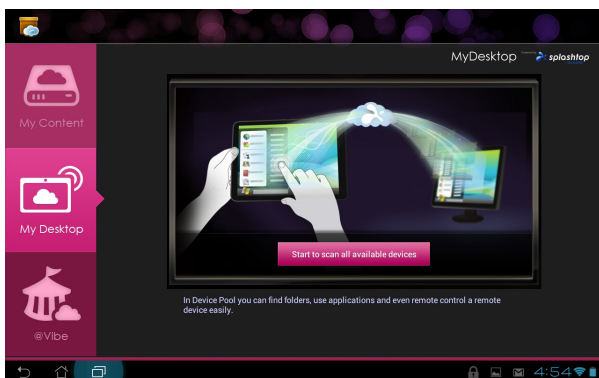 MyDesktop
splashtop
My Content
My Desktop
Start to scan all available devices
In Device Pool you can find folders, use applications and even remote control a remote
device easily.
@Vibe
4:54